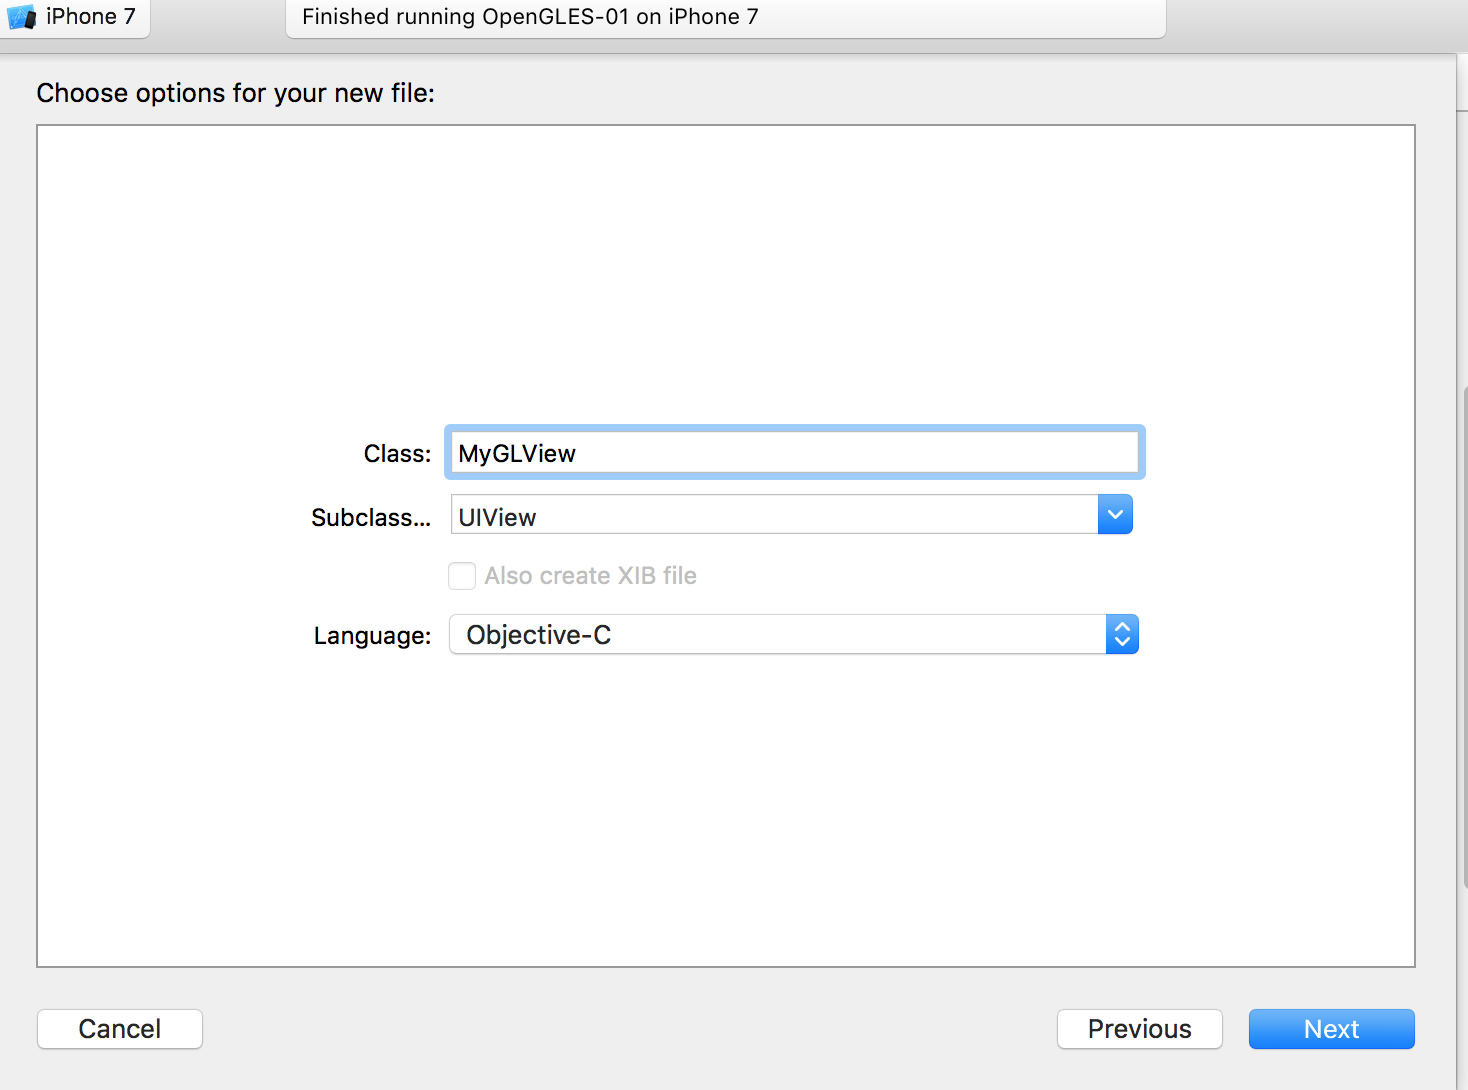 iPhone 7
Finished running OpenGLES-01 on iPhone 7
Choose options for your new file:
Class: MyGLView
Subclass... UIView
Also create XIB file
Language: Objective-C
Cancel Previous Next